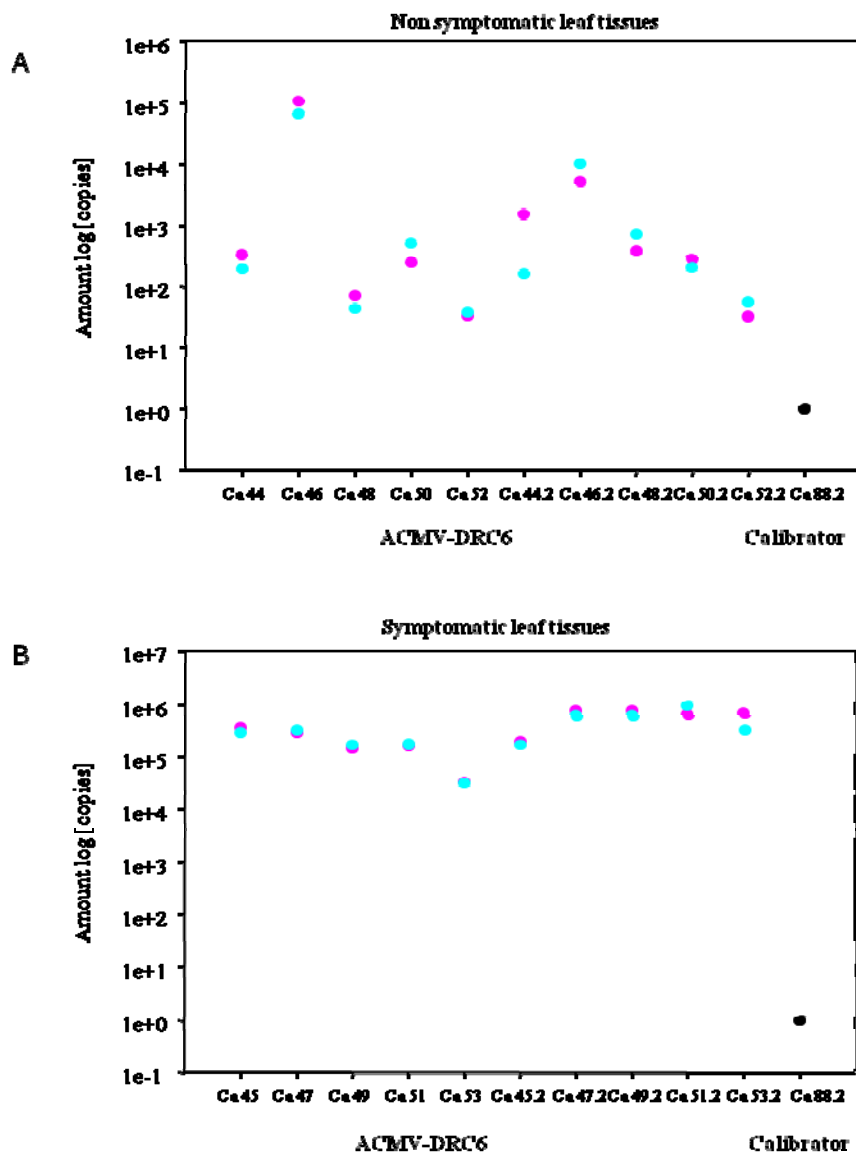 Non symptomatic leaf tissues
A
Amount log [copies]
1e+6
1e+5
1e+4
1e+3
1e+2
1e+1
1e+0
1e-1
Ca44 Ca46 Ca48 Ca50 Ca52 Ca44.2 Ca46.2 Ca48.2 Ca50.2 Ca52.2 Ca88.2
ACMV-DRC6 Calibrator
Symptomatic leaf tissues
B
Amount log [copies]
1e+7
1e+6
1e+5
1e+4
1e+3
1e+2
1e+1
1e+0
1e-1
Ca45 Ca47 Ca49 Ca51 Ca53 Ca45.2 Ca47.2 Ca49.2 Ca51.2 Ca53.2 Ca88.2
ACMV-DRC6 Calibrator